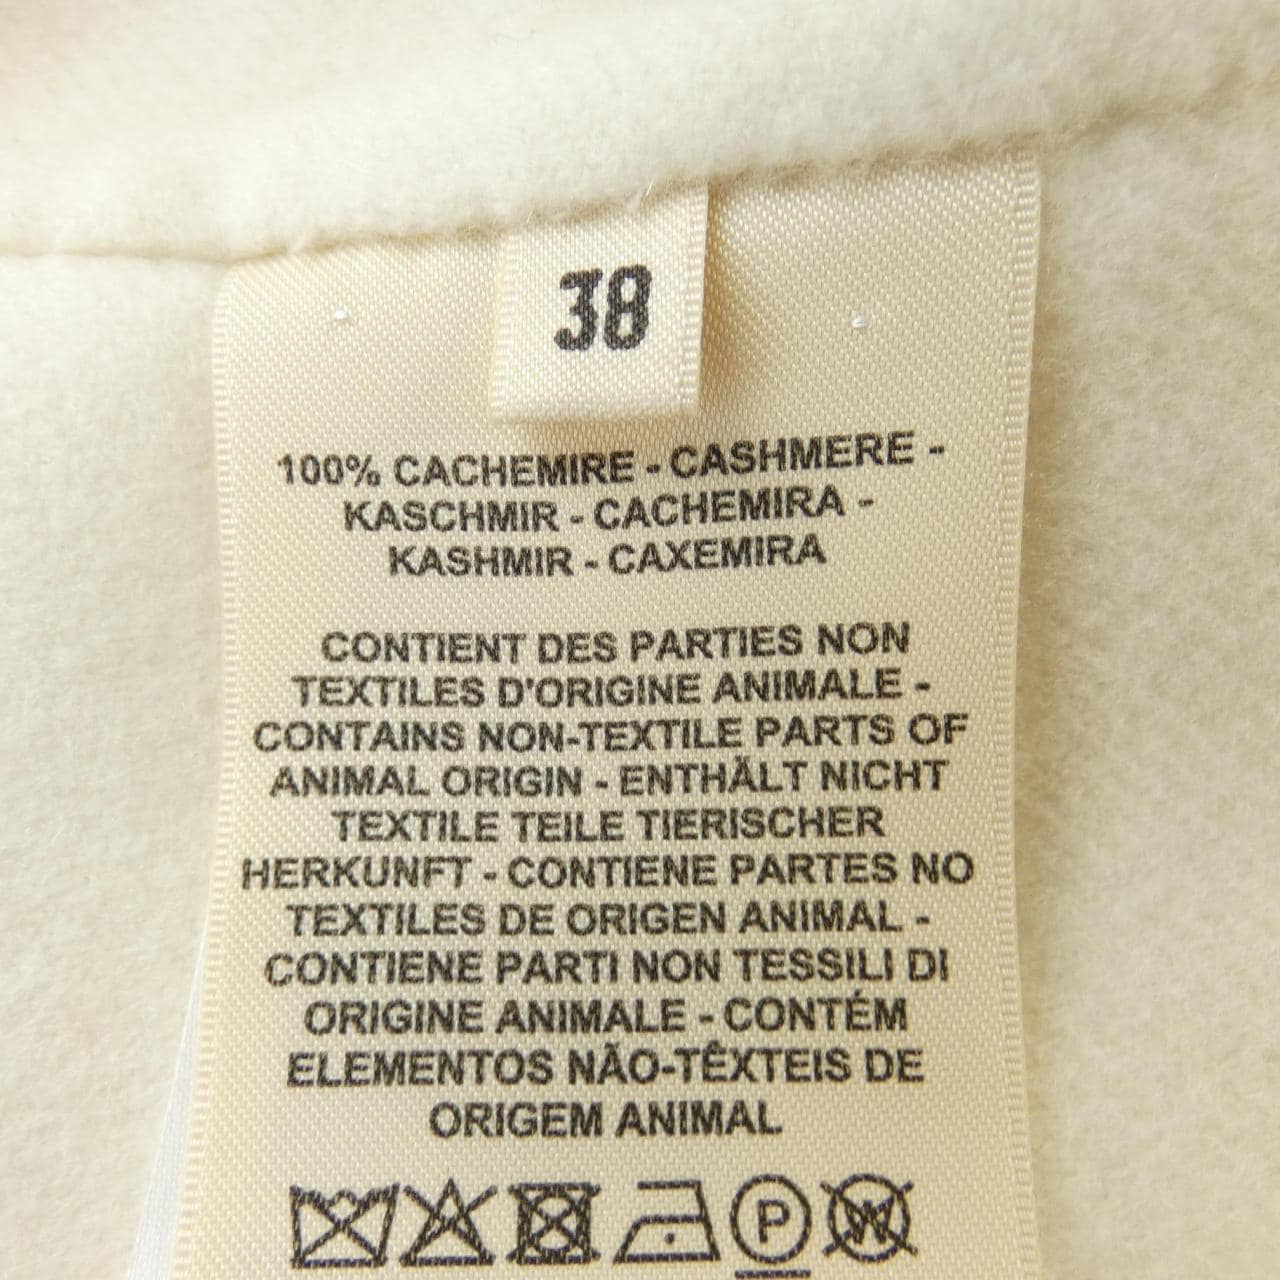 38
100% CACHEMIRE - CASHMERE -
KASCHMIR - CACHEMIRA -
KASHMIR - CAXEMIRA
CONTIENT DES PARTIES NON
TEXTILES D'ORIGINE ANIMALE -
CONTAINS NON-TEXTILE PARTS OF
ANIMAL ORIGIN - ENTHÄLT NICHT
TEXTILE TEILE TIERISCHER
HERKUNFT - CONTIENE PARTES NO
TEXTILES DE ORIGEN ANIMAL -
CONTIENE PARTI NON TESSILI DI
ORIGINE ANIMALE - CONTÉM
ELEMENTOS NÃO-TÊXTEIS DE
ORIGEM ANIMAL
P W